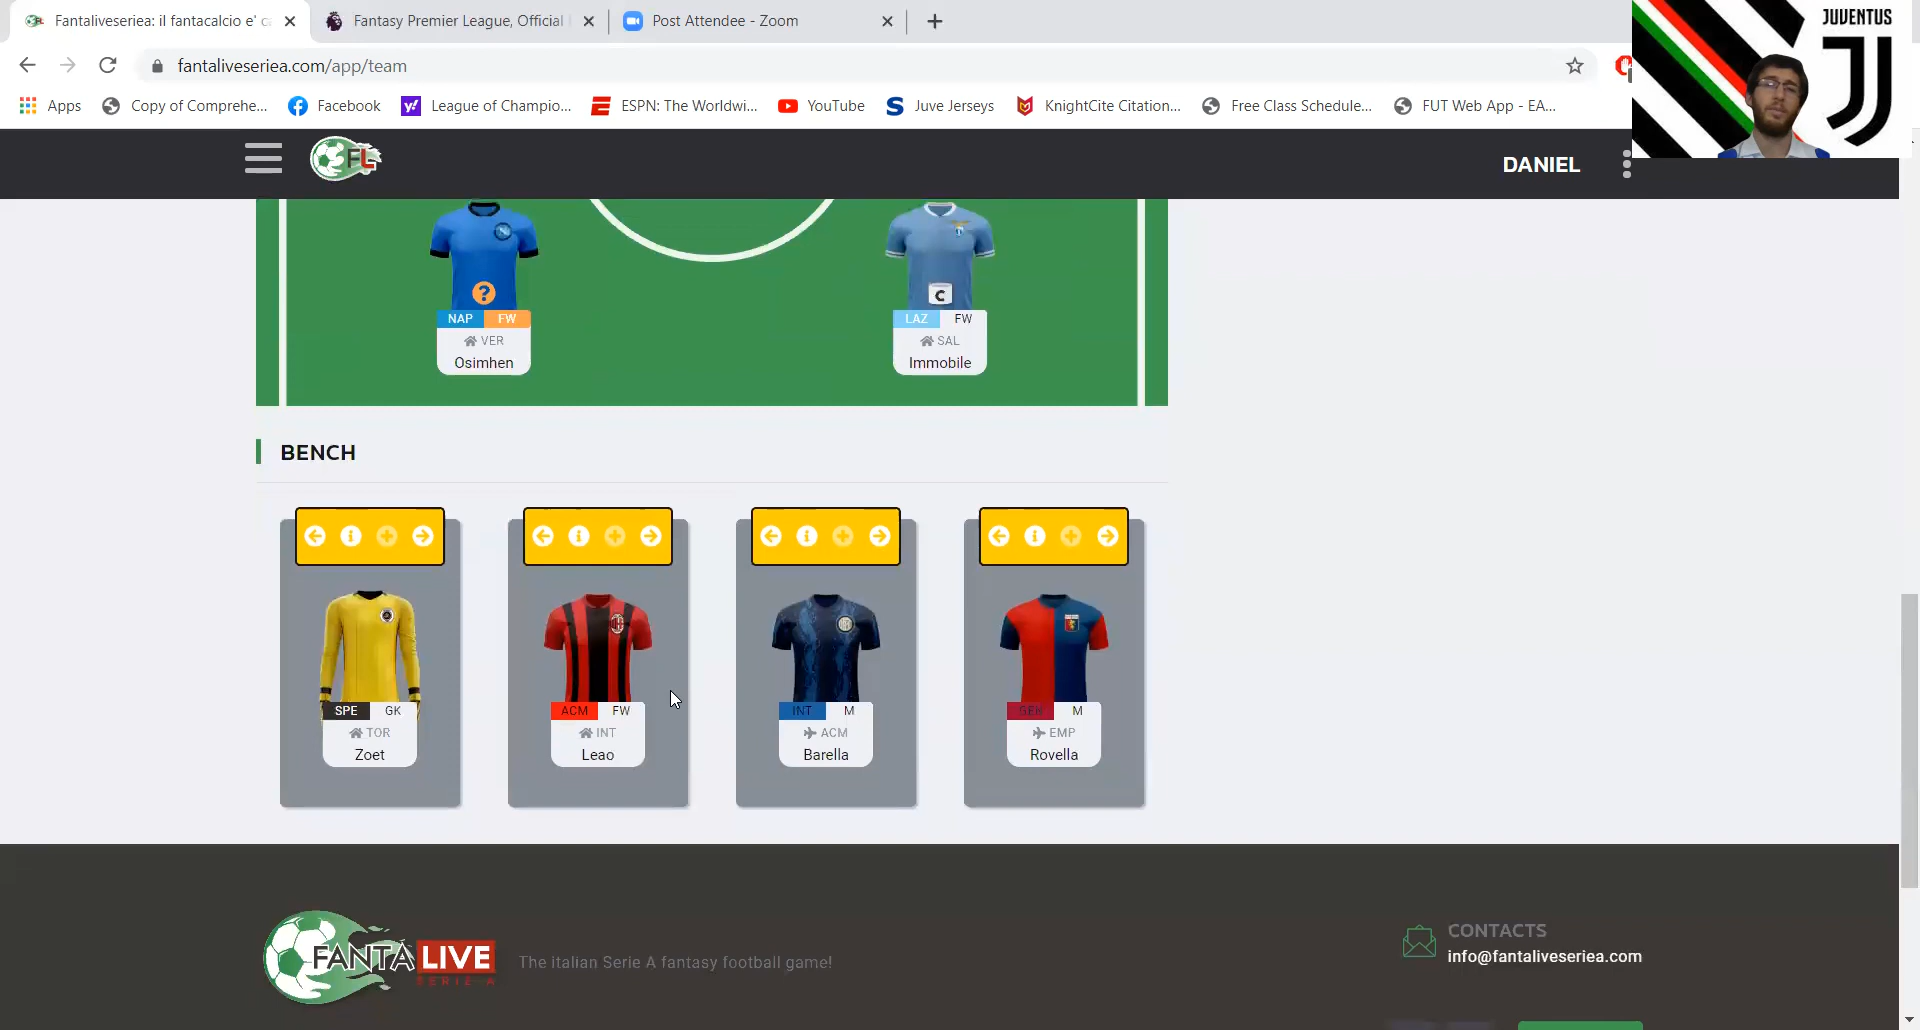 Fantaliveseriea: il fantacalcio e' c
Fantasy Premier League, Official
Post Attendee - Zoom
fantaliveseriea.com/app/team
Apps
Copy of Comprehe...
Facebook
League of Champio...
ESPN: The Worldwi...
YouTube
Juve Jerseys
KnightCite Citation...
Free Class Schedule...
FUT Web App - EA...
JUVENTUS
FL
DANIEL
? C
NAP FW LAZ FW
VER SAL
Osimhen Immobile
BENCH
SPE GK ACM FW INT M GEN M
TOR INT ACM EMP
Zoet Leao Barella Rovella
FANTA LIVE
SERIE A
The italian Serie A fantasy football game!
CONTACTS
info@fantaliveseriea.com